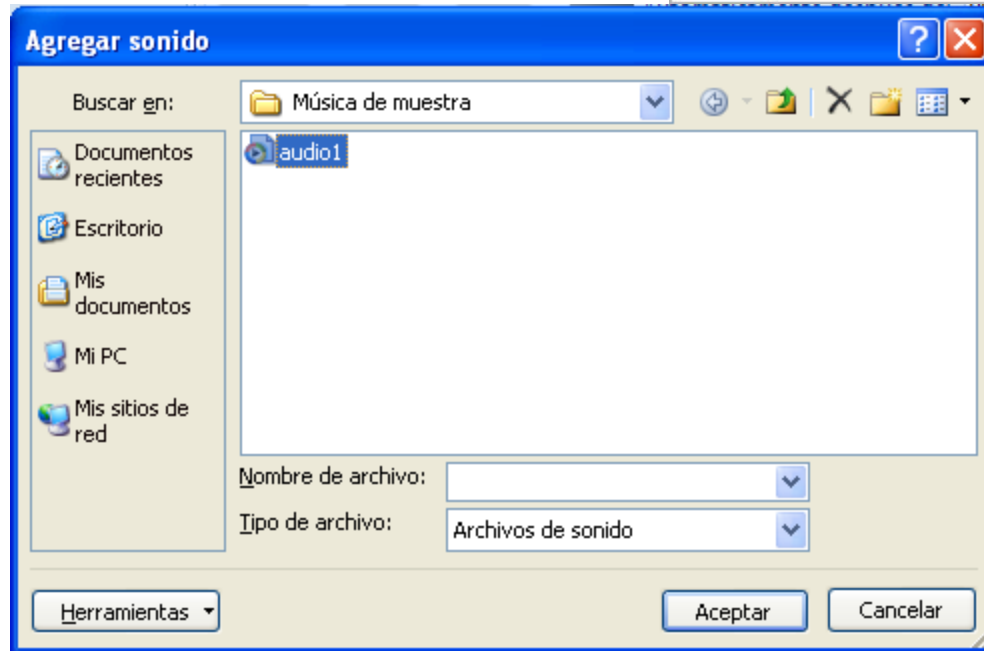 Agregar sonido
Buscar en:
Música de muestra
Documentos
recientes
Escritorio
Mis
documentos
Mi PC
Mis sitios de
red
audio1
Nombre de archivo:
Tipo de archivo:
Archivos de sonido
Herramientas
Aceptar
Cancelar